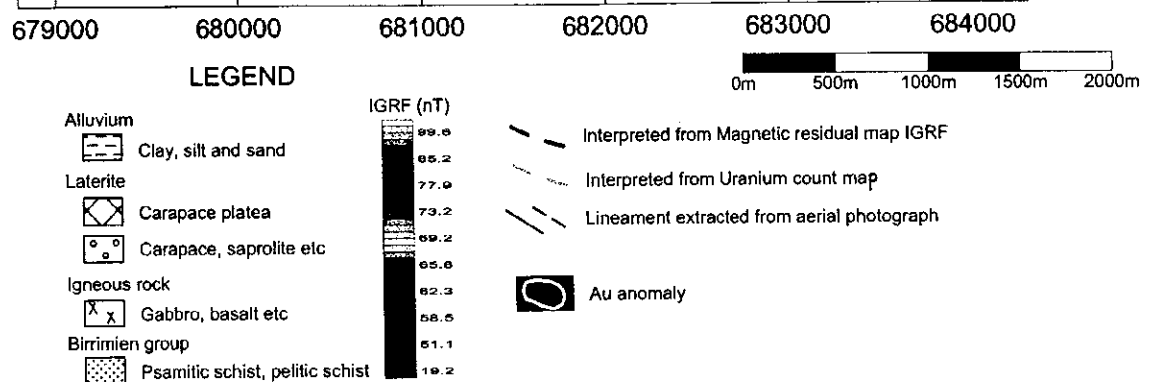 679000 680000 681000 682000 683000 684000
0m 500m 1000m 1500m 2000m
LEGEND
Alluvium
Clay, silt and sand
Laterite
Carapace platea
Carapace, saprolite etc
Igneous rock
Gabbro, basalt etc
Birrimien group
Psamitic schist, pelitic schist
IGRF (nT)
99.6
85.2
77.9
73.2
69.2
65.6
62.3
58.5
51.1
19.2
Interpreted from Magnetic residual map IGRF
Interpreted from Uranium count map
Lineament extracted from aerial photograph
Au anomaly